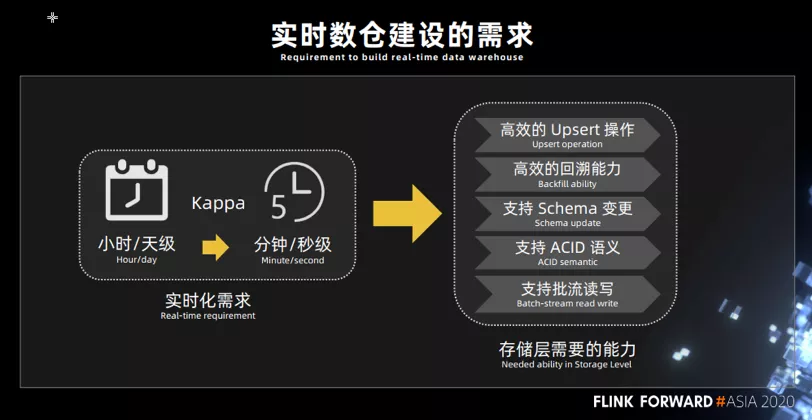 实时数仓建设的需求
Requirement to build real-time data warehouse
Kappa
5
小时/天级
Hour/day
分钟/秒级
Minute/second
实时化需求
Real-time requirement
高效的 Upsert 操作
Upsert operation
高效的回溯能力
Backfill ability
支持 Schema 变更
Schema update
支持 ACID 语义
ACID semantic
支持批流读写
Batch-stream read write
存储层需要的能力
Needed ability in Storage Level
FLINK FORWARD #ASIA 2020